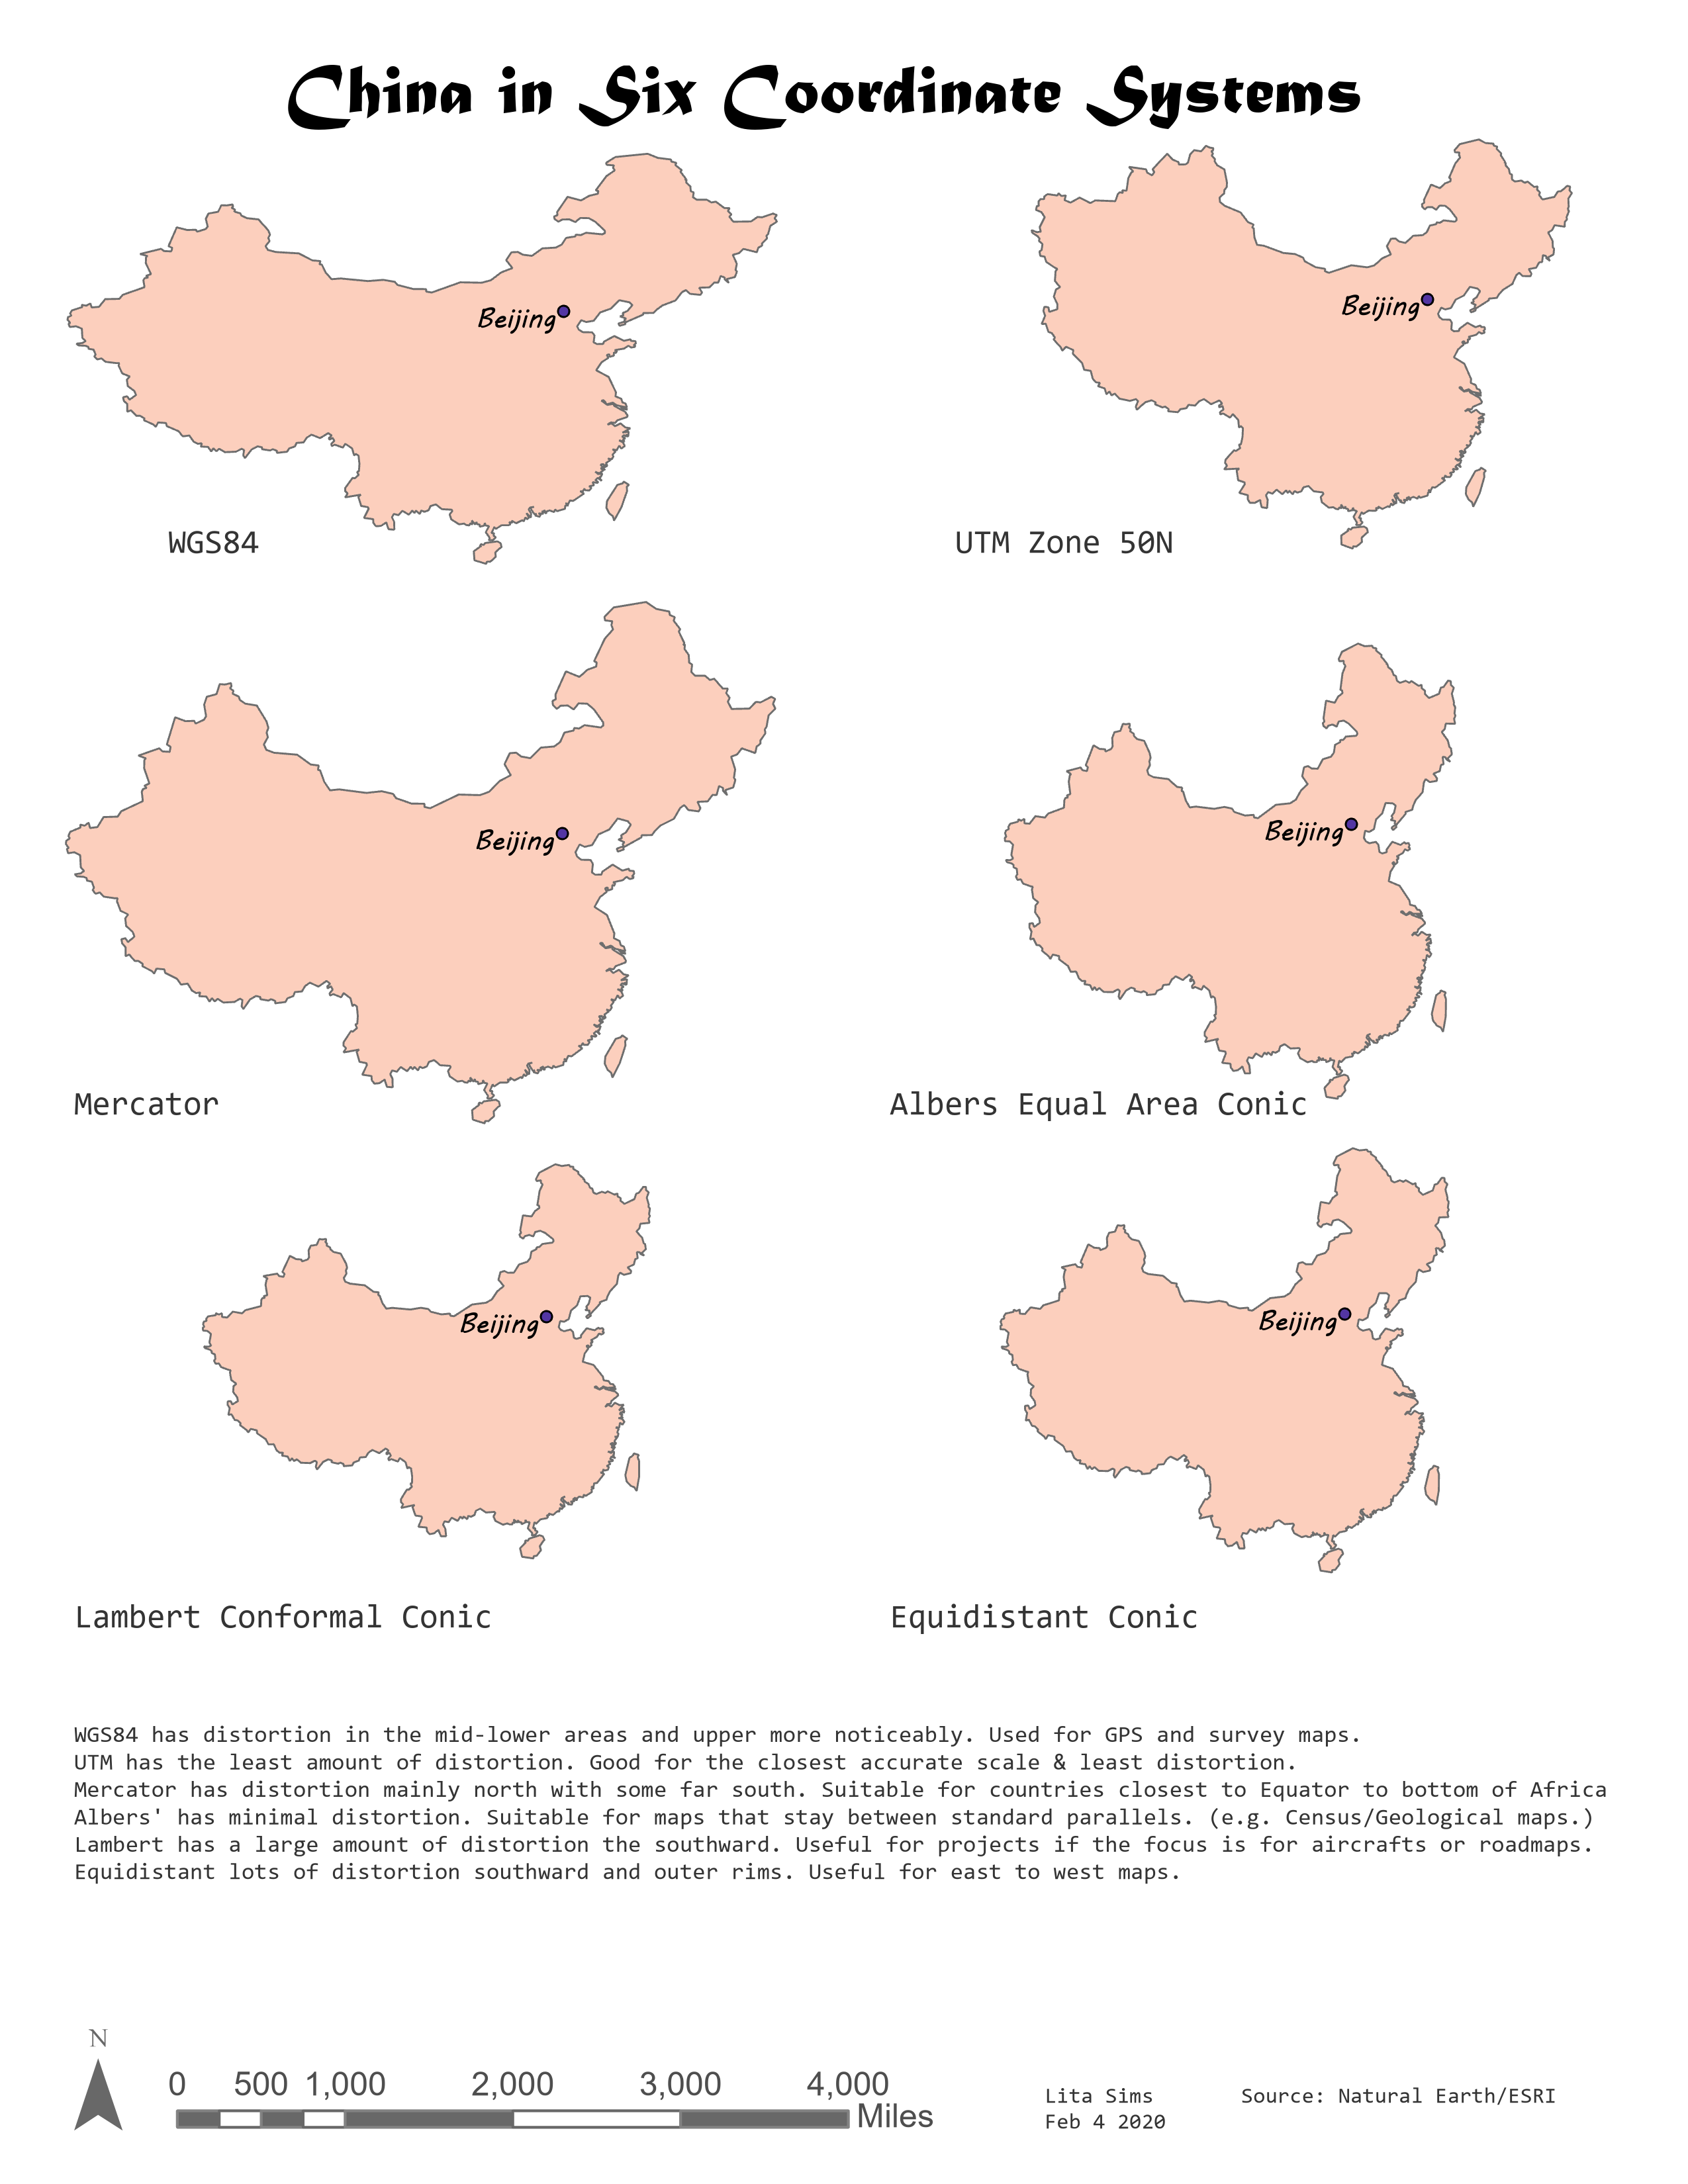 China in Six Coordinate Systems
Beijing
Beijing
WGS84
UTM Zone 50N
Beijing
Beijing
Mercator
Albers Equal Area Conic
Beijing
Beijing
Lambert Conformal Conic
Equidistant Conic
WGS84 has distortion in the mid-lower areas and upper more noticeably. Used for GPS and survey maps.
UTM has the least amount of distortion. Good for the closest accurate scale & least distortion.
Mercator has distortion mainly north with some far south. Suitable for countries closest to Equator to bottom of Africa
Albers' has minimal distortion. Suitable for maps that stay between standard parallels. (e.g. Census/Geological maps.)
Lambert has a large amount of distortion the southward. Useful for projects if the focus is for aircrafts or roadmaps.
Equidistant lots of distortion southward and outer rims. Useful for east to west maps.
N
0 500 1,000 2,000 3,000 4,000
Miles
Lita Sims
Feb 4 2020
Source: Natural Earth/ESRI